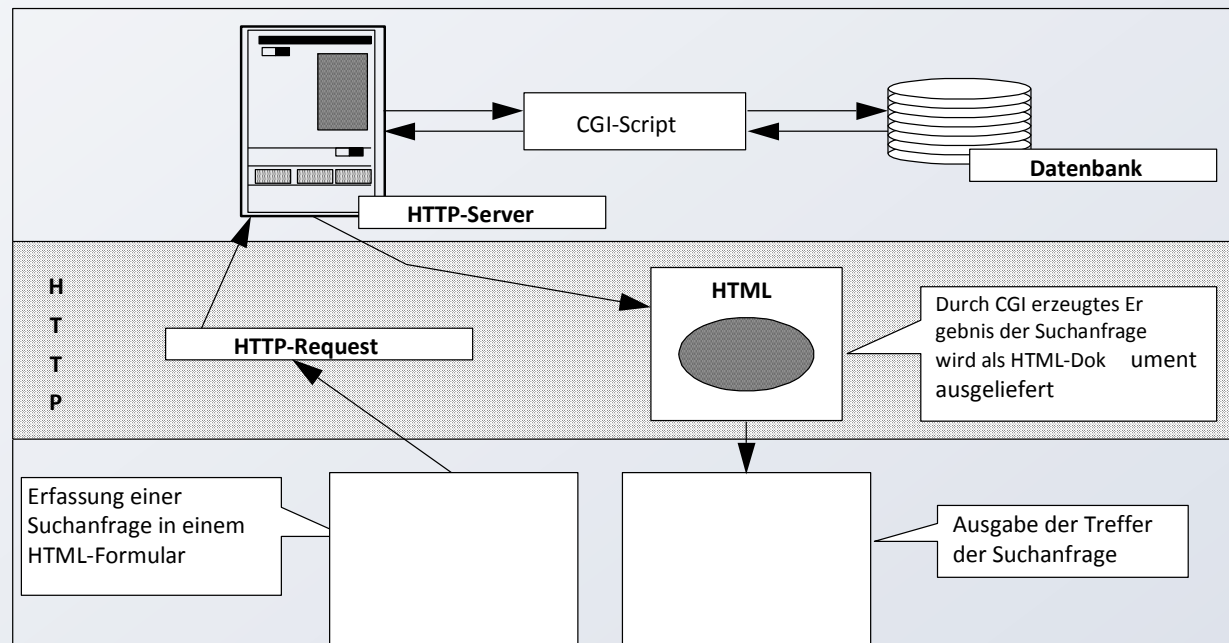 CGI-Script
Datenbank
HTTP-Server
H
T
T
P
HTTP-Request
HTML
Durch CGI erzeugtes Er
gebnis der Suchanfrage
wird als HTML-Dok ument
ausgeliefert
Erfassung einer
Suchanfrage in einem
HTML-Formular
Ausgabe der Treffer
der Suchanfrage